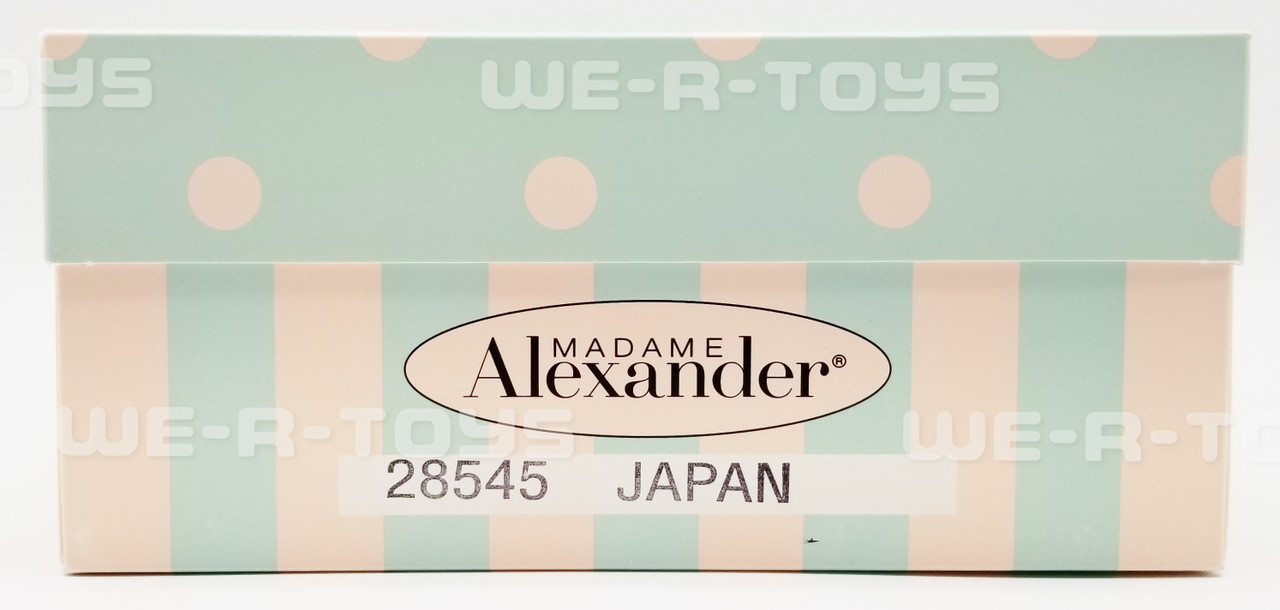 WE-R-TOYS
MADAME
Alexander®
WE-R-TOYS
28545 JAPAN